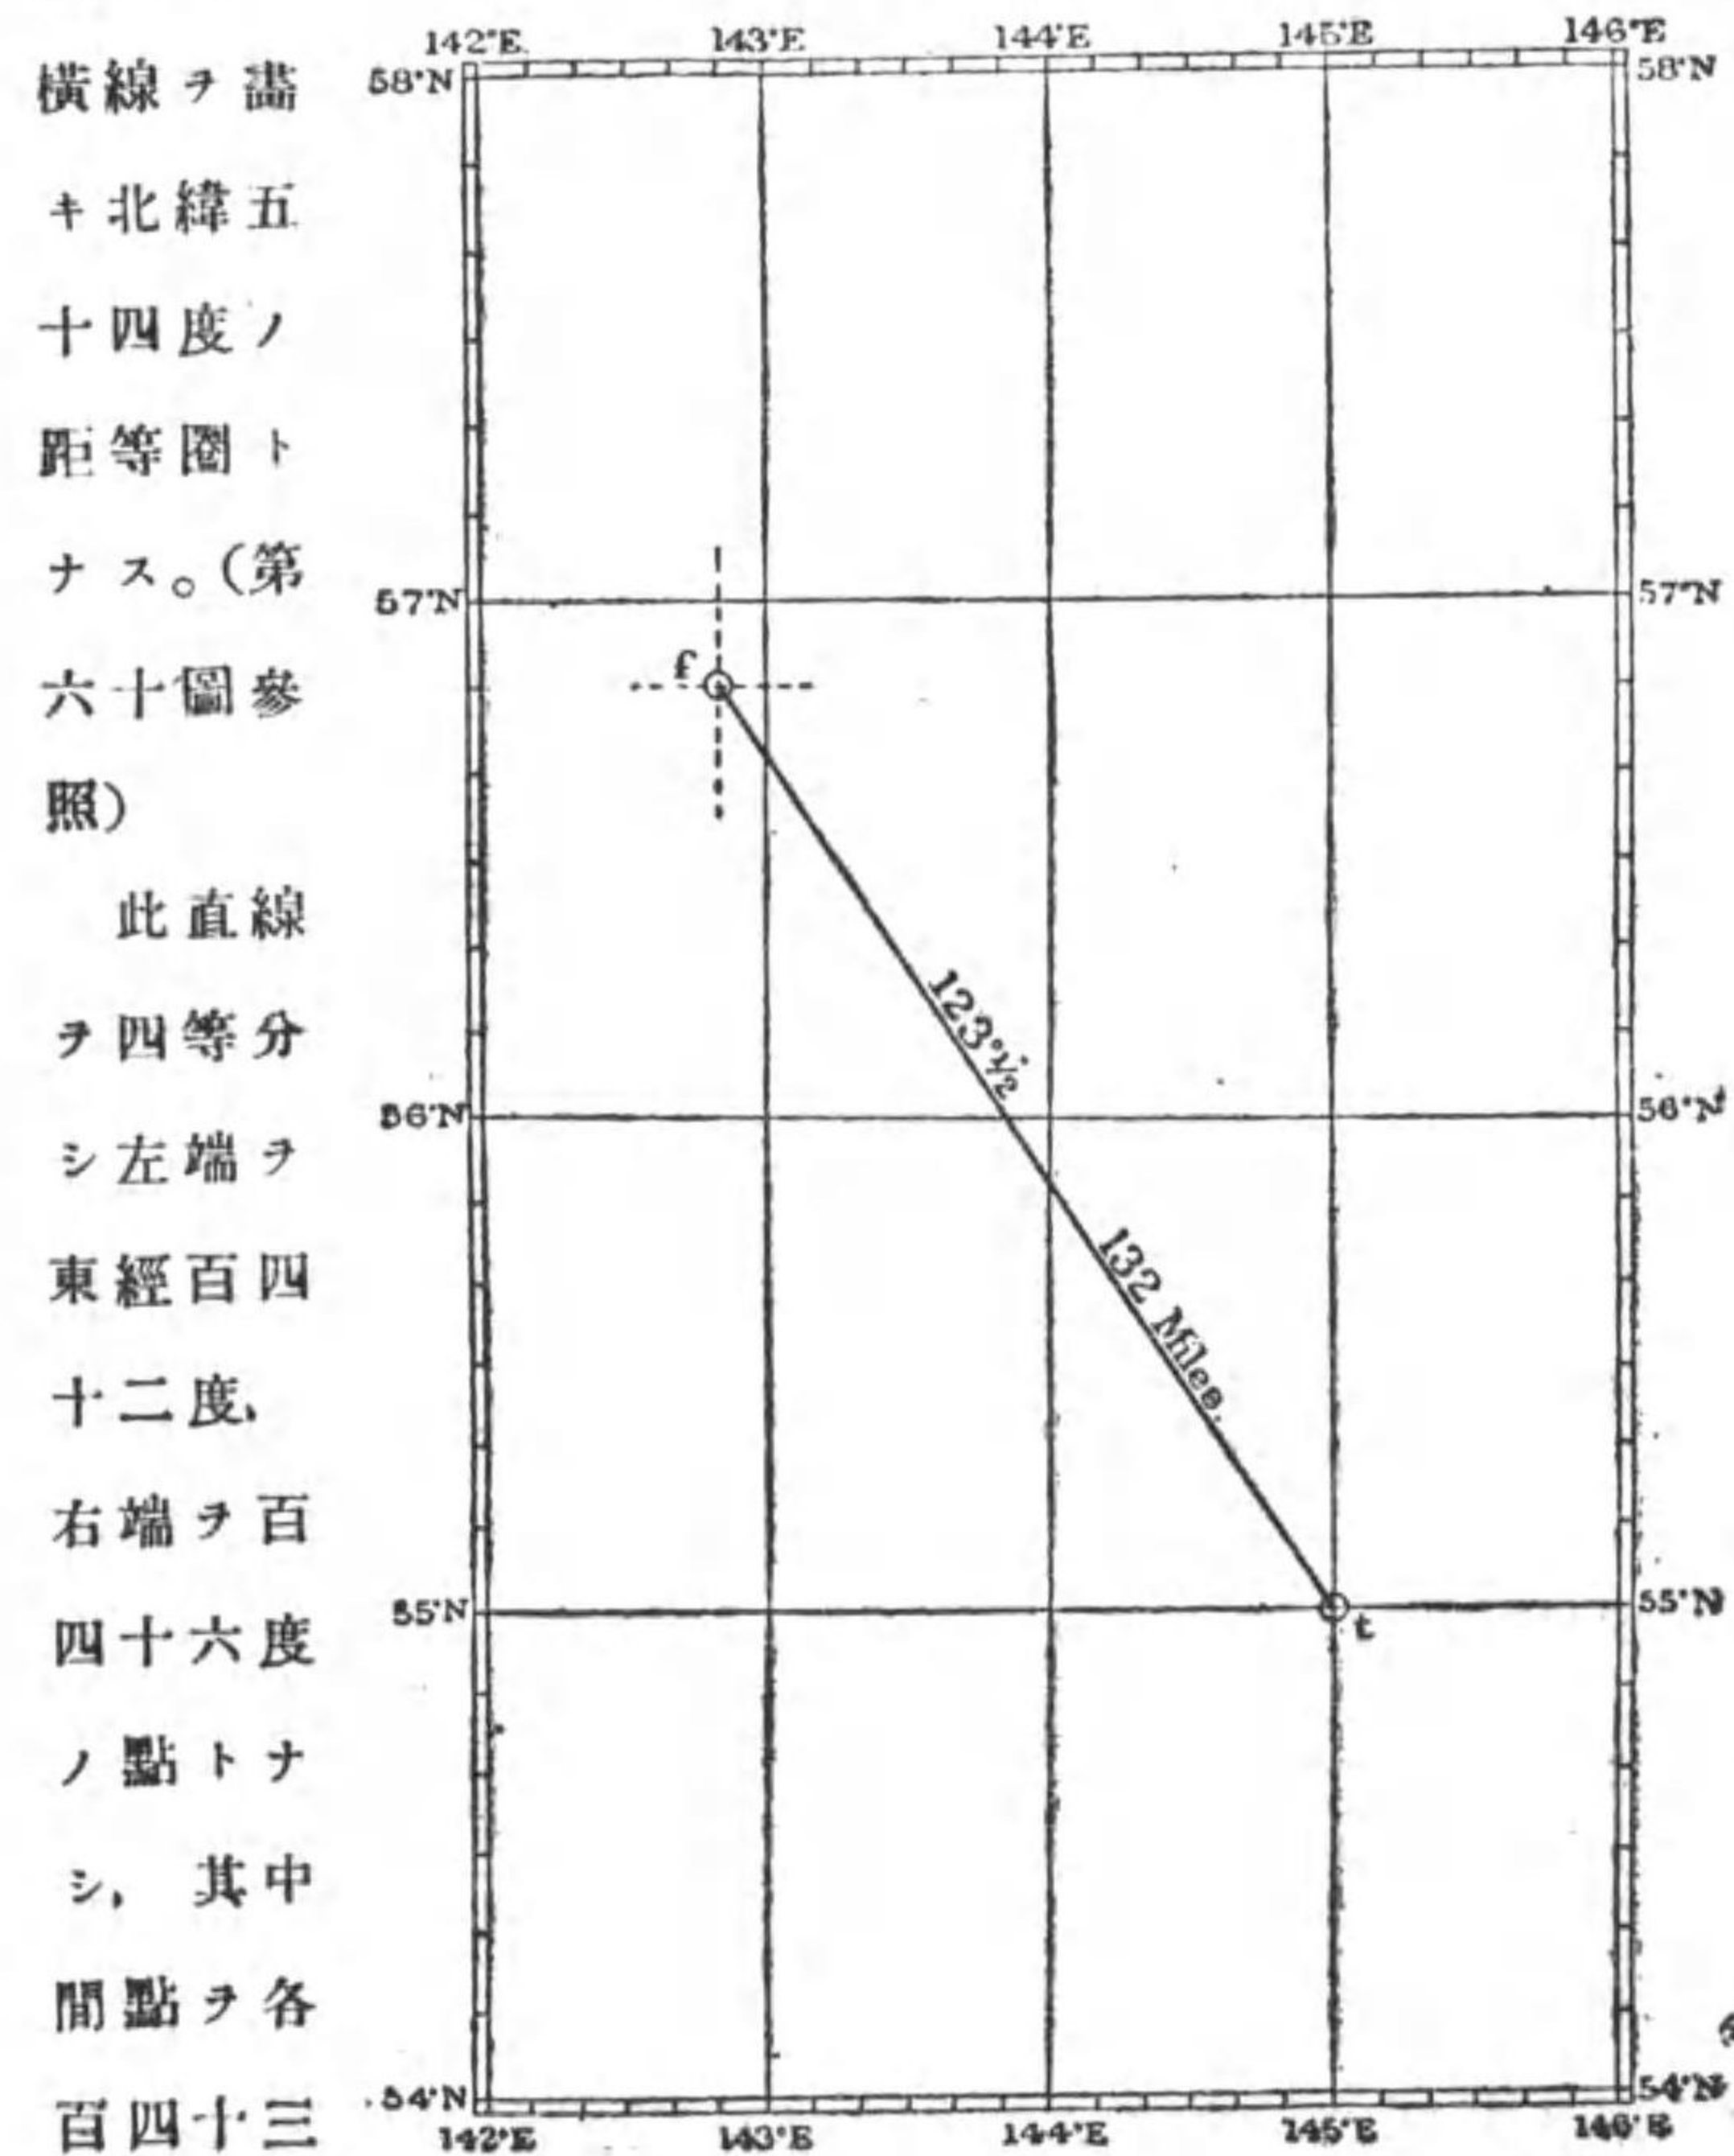 横線ヲ畵
キ北緯五
十四度ノ
距等圈ト
ナス。(第
六十圖參
照)
此直線
ヲ四等分
シ左端ヲ
東經百四
十二度,
右端ヲ百
四十六度
ノ點トナ
シ, 其中
間點ヲ各
百四十三
142°E 143°E 144°E 145°E 146°E
58°N 58°N
57°N 57°N
f
123°½
56°N 56°N
132 Miles.
55°N 55°N
t
54°N 54°N
142°E 143°E 144°E 145°E 146°E